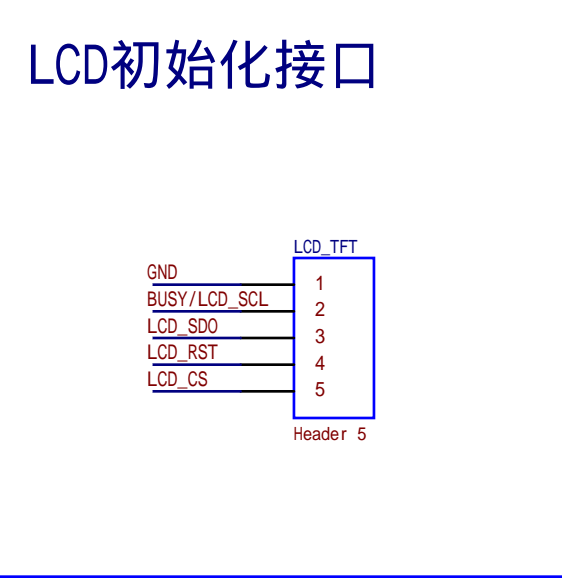 LCD初始化接口
LCD_TFT
GND
1
BUSY/LCD_SCL
2
LCD_SDO
3
LCD_RST
4
LCD_CS
5
Header 5